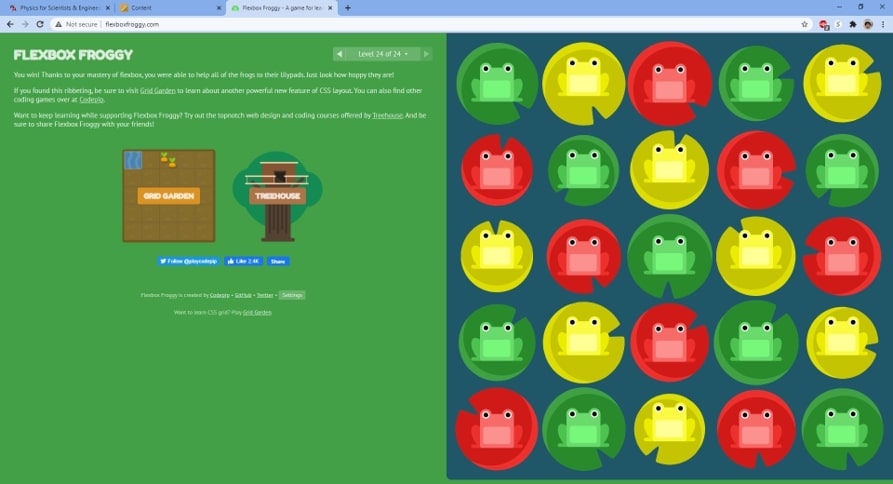 Physics for Scientists & Enginee
Content
Flexbox Froggy - A game for lea
Not secure
flexboxfroggy.com
FLEXBOX FROGGY
Level 24 of 24
You win! Thanks to your mastery of flexbox, you were able to help all of the frogs to their lilypads. Just look how happy they are!
If you found this ribbeting, be sure to visit Grid Garden to learn about another powerful new feature of CSS layout. You can also find other
coding games over at Codepip.
Want to keep learning while supporting Flexbox Froggy? Try out the topnotch web design and coding courses offered by Treehouse. And be
sure to share Flexbox Froggy with your friends!
GRID GARDEN
TREEHOUSE
Follow @playcodepip
Like 2.4K
Share
Flexbox Froggy is created by Codepip • GitHub • Twitter • Settings
Want to learn CSS grid? Play Grid Garden.